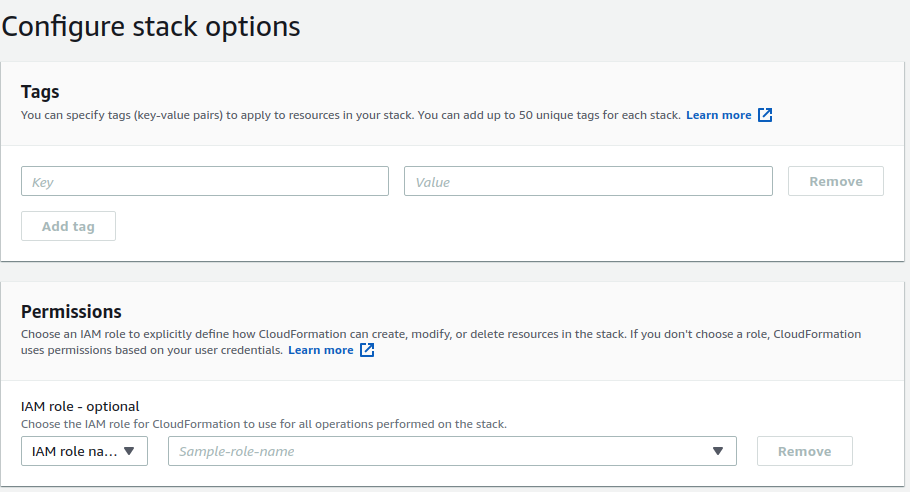 Configure stack options
Tags
You can specify tags (key-value pairs) to apply to resources in your stack. You can add up to 50 unique tags for each stack. Learn more
Key Value Remove
Add tag
Permissions
Choose an IAM role to explicitly define how CloudFormation can create, modify, or delete resources in the stack. If you don't choose a role, CloudFormation
uses permissions based on your user credentials. Learn more
IAM role - optional
Choose the IAM role for CloudFormation to use for all operations performed on the stack.
IAM role na... Sample-role-name Remove